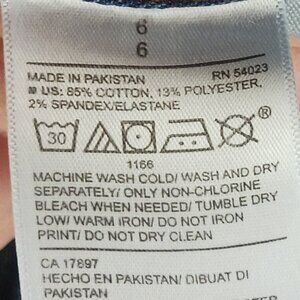 6
6
MADE IN PAKISTAN RN 54023
US: 85% COTTON, 13% POLYESTER,
2% SPANDEX/ELASTANE
30
®
1166
MACHINE WASH COLD/ WASH AND DRY
SEPARATELY/ ONLY NON-CHLORINE
BLEACH WHEN NEEDED/ TUMBLE DRY
LOW/ WARM IRON/ DO NOT IRON
PRINT/ DO NOT DRY CLEAN
CA 17897
HECHO EN PAKISTAN/ DIBUAT DI
PAKISTAN